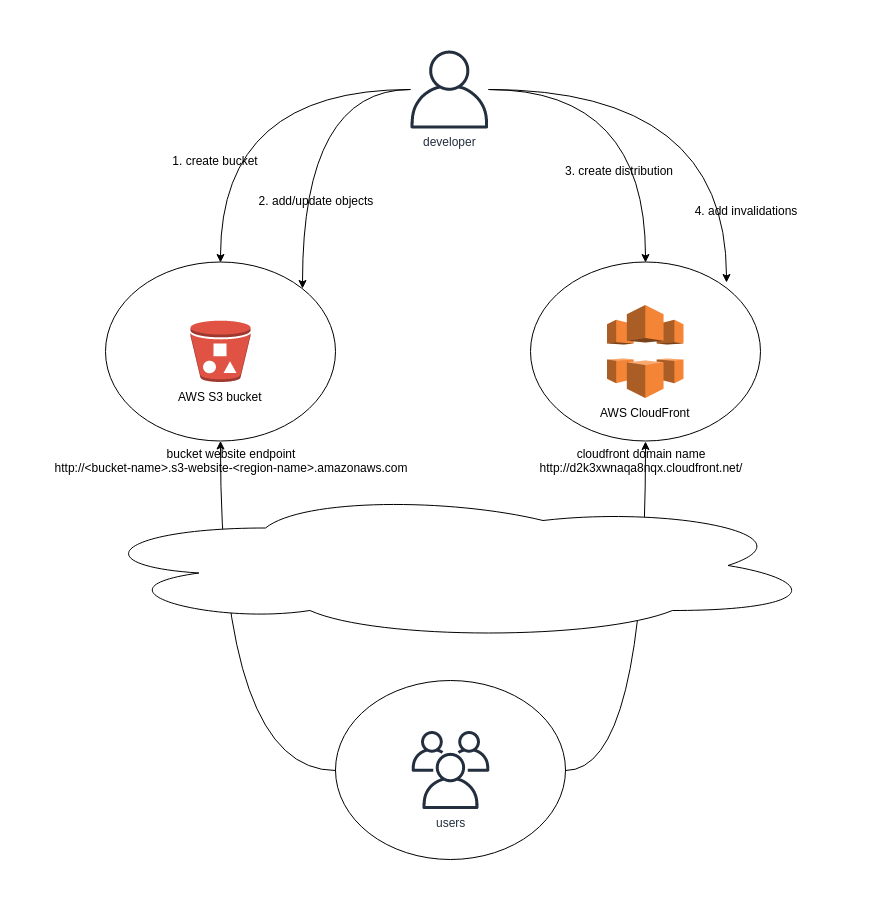 developer
1. create bucket
3. create distribution
2. add/update objects
4. add invalidations
AWS S3 bucket
AWS CloudFront
bucket website endpoint
http://<bucket-name>.s3-website-<region-name>.amazonaws.com
cloudfront domain name
http://d2k3xwnaqa8nqx.cloudfront.net/
users